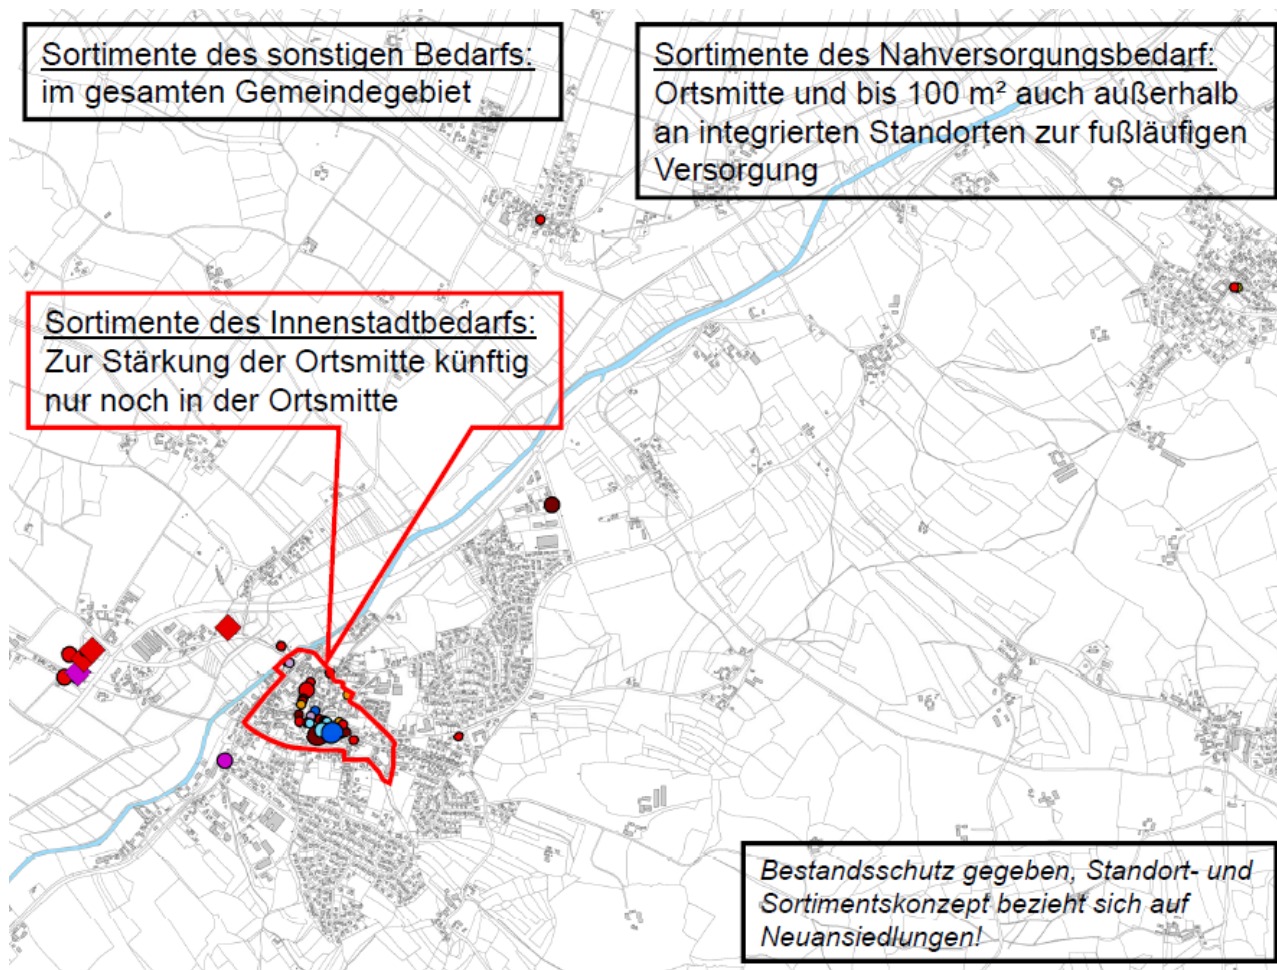 Sortimente des sonstigen Bedarfs:
im gesamten Gemeindegebiet
Sortimente des Nahversorgungsbedarf:
Ortsmitte und bis 100 m² auch außerhalb
an integrierten Standorten zur fußläufigen
Versorgung
Sortimente des Innenstadtbedarfs:
Zur Stärkung der Ortsmitte künftig
nur noch in der Ortsmitte
Bestandsschutz gegeben, Standort- und
Sortimentskonzept bezieht sich auf
Neuansiedlungen!